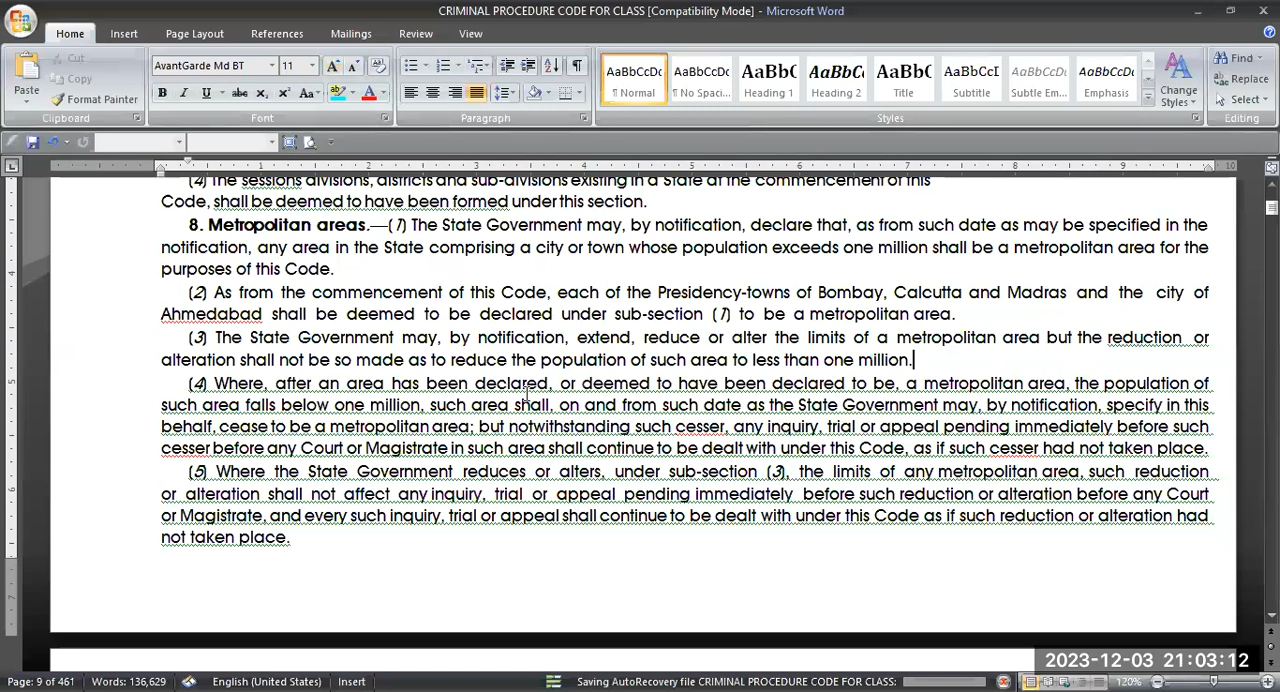 CRIMINAL PROCEDURE CODE FOR CLASS [Compatibility Mode] - Microsoft Word
Home Insert Page Layout References Mailings Review View
Cut
Copy
Paste
Format Painter
Clipboard
AvantGarde Md BT 11
Font
Paragraph
AaBbCcDc AaBbCcDc AaBbC AaBbCc AaBbC AaBbCcI AaBbCcDc AaBbCcDc
¶ Normal ¶ No Spaci... Heading 1 Heading 2 Title Subtitle Subtle Em... Emphasis
Styles
Change Styles
Find
Replace
Select
Editing
(4) The sessions divisions, districts and sub-divisions existing in a State at the commencement of this
Code, shall be deemed to have been formed under this section.
8. Metropolitan areas.—(1) The State Government may, by notification, declare that, as from such date as may be specified in the
notification, any area in the State comprising a city or town whose population exceeds one million shall be a metropolitan area for the
purposes of this Code.
(2) As from the commencement of this Code, each of the Presidency-towns of Bombay, Calcutta and Madras and the city of
Ahmedabad shall be deemed to be declared under sub-section (1) to be a metropolitan area.
(3) The State Government may, by notification, extend, reduce or alter the limits of a metropolitan area but the reduction or
alteration shall not be so made as to reduce the population of such area to less than one million.
(4) Where, after an area has been declared, or deemed to have been declared to be, a metropolitan area, the population of
such area falls below one million, such area shall, on and from such date as the State Government may, by notification, specify in this
behalf, cease to be a metropolitan area; but notwithstanding such cesser, any inquiry, trial or appeal pending immediately before such
cesser before any Court or Magistrate in such area shall continue to be dealt with under this Code, as if such cesser had not taken place.
(5) Where the State Government reduces or alters, under sub-section (3), the limits of any metropolitan area, such reduction
or alteration shall not affect any inquiry, trial or appeal pending immediately before such reduction or alteration before any Court
or Magistrate, and every such inquiry, trial or appeal shall continue to be dealt with under this Code as if such reduction or alteration had
not taken place.
2023-12-03 21:03:12
Page: 9 of 461 Words: 136,629 English (United States) Insert Saving AutoRecovery file CRIMINAL PROCEDURE CODE FOR CLASS: 120%